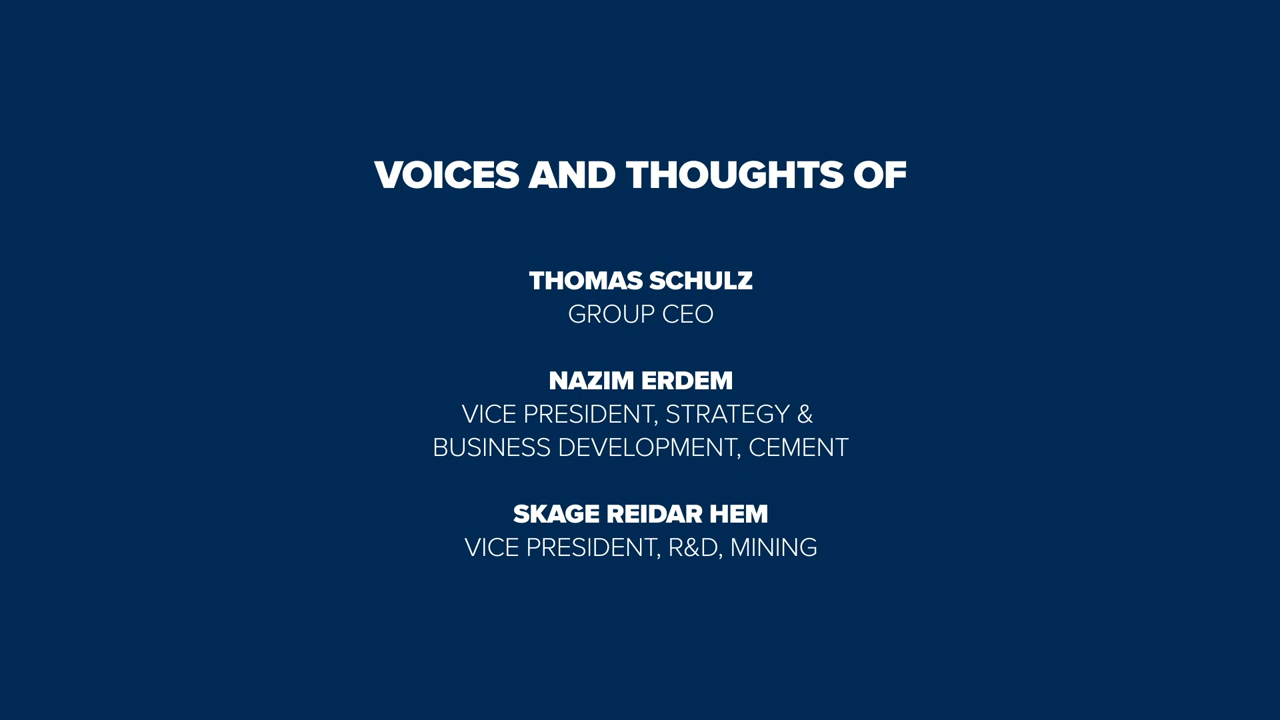 VOICES AND THOUGHTS OF
THOMAS SCHULZ
GROUP CEO
NAZIM ERDEM
VICE PRESIDENT, STRATEGY &
BUSINESS DEVELOPMENT, CEMENT
SKAGE REIDAR HEM
VICE PRESIDENT, R&D, MINING